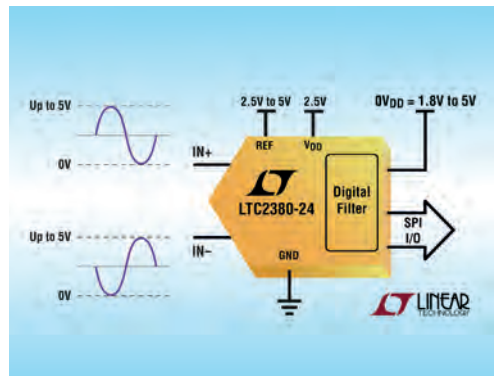 2.5V to 5V
2.5V
0VDD = 1.8V to 5V
Up to 5V
0V
IN+
REF
VDD
LTC2380-24
Digital
Filter
SPI
I/O
Up to 5V
0V
IN−
GND
LINEAR
TECHNOLOGY